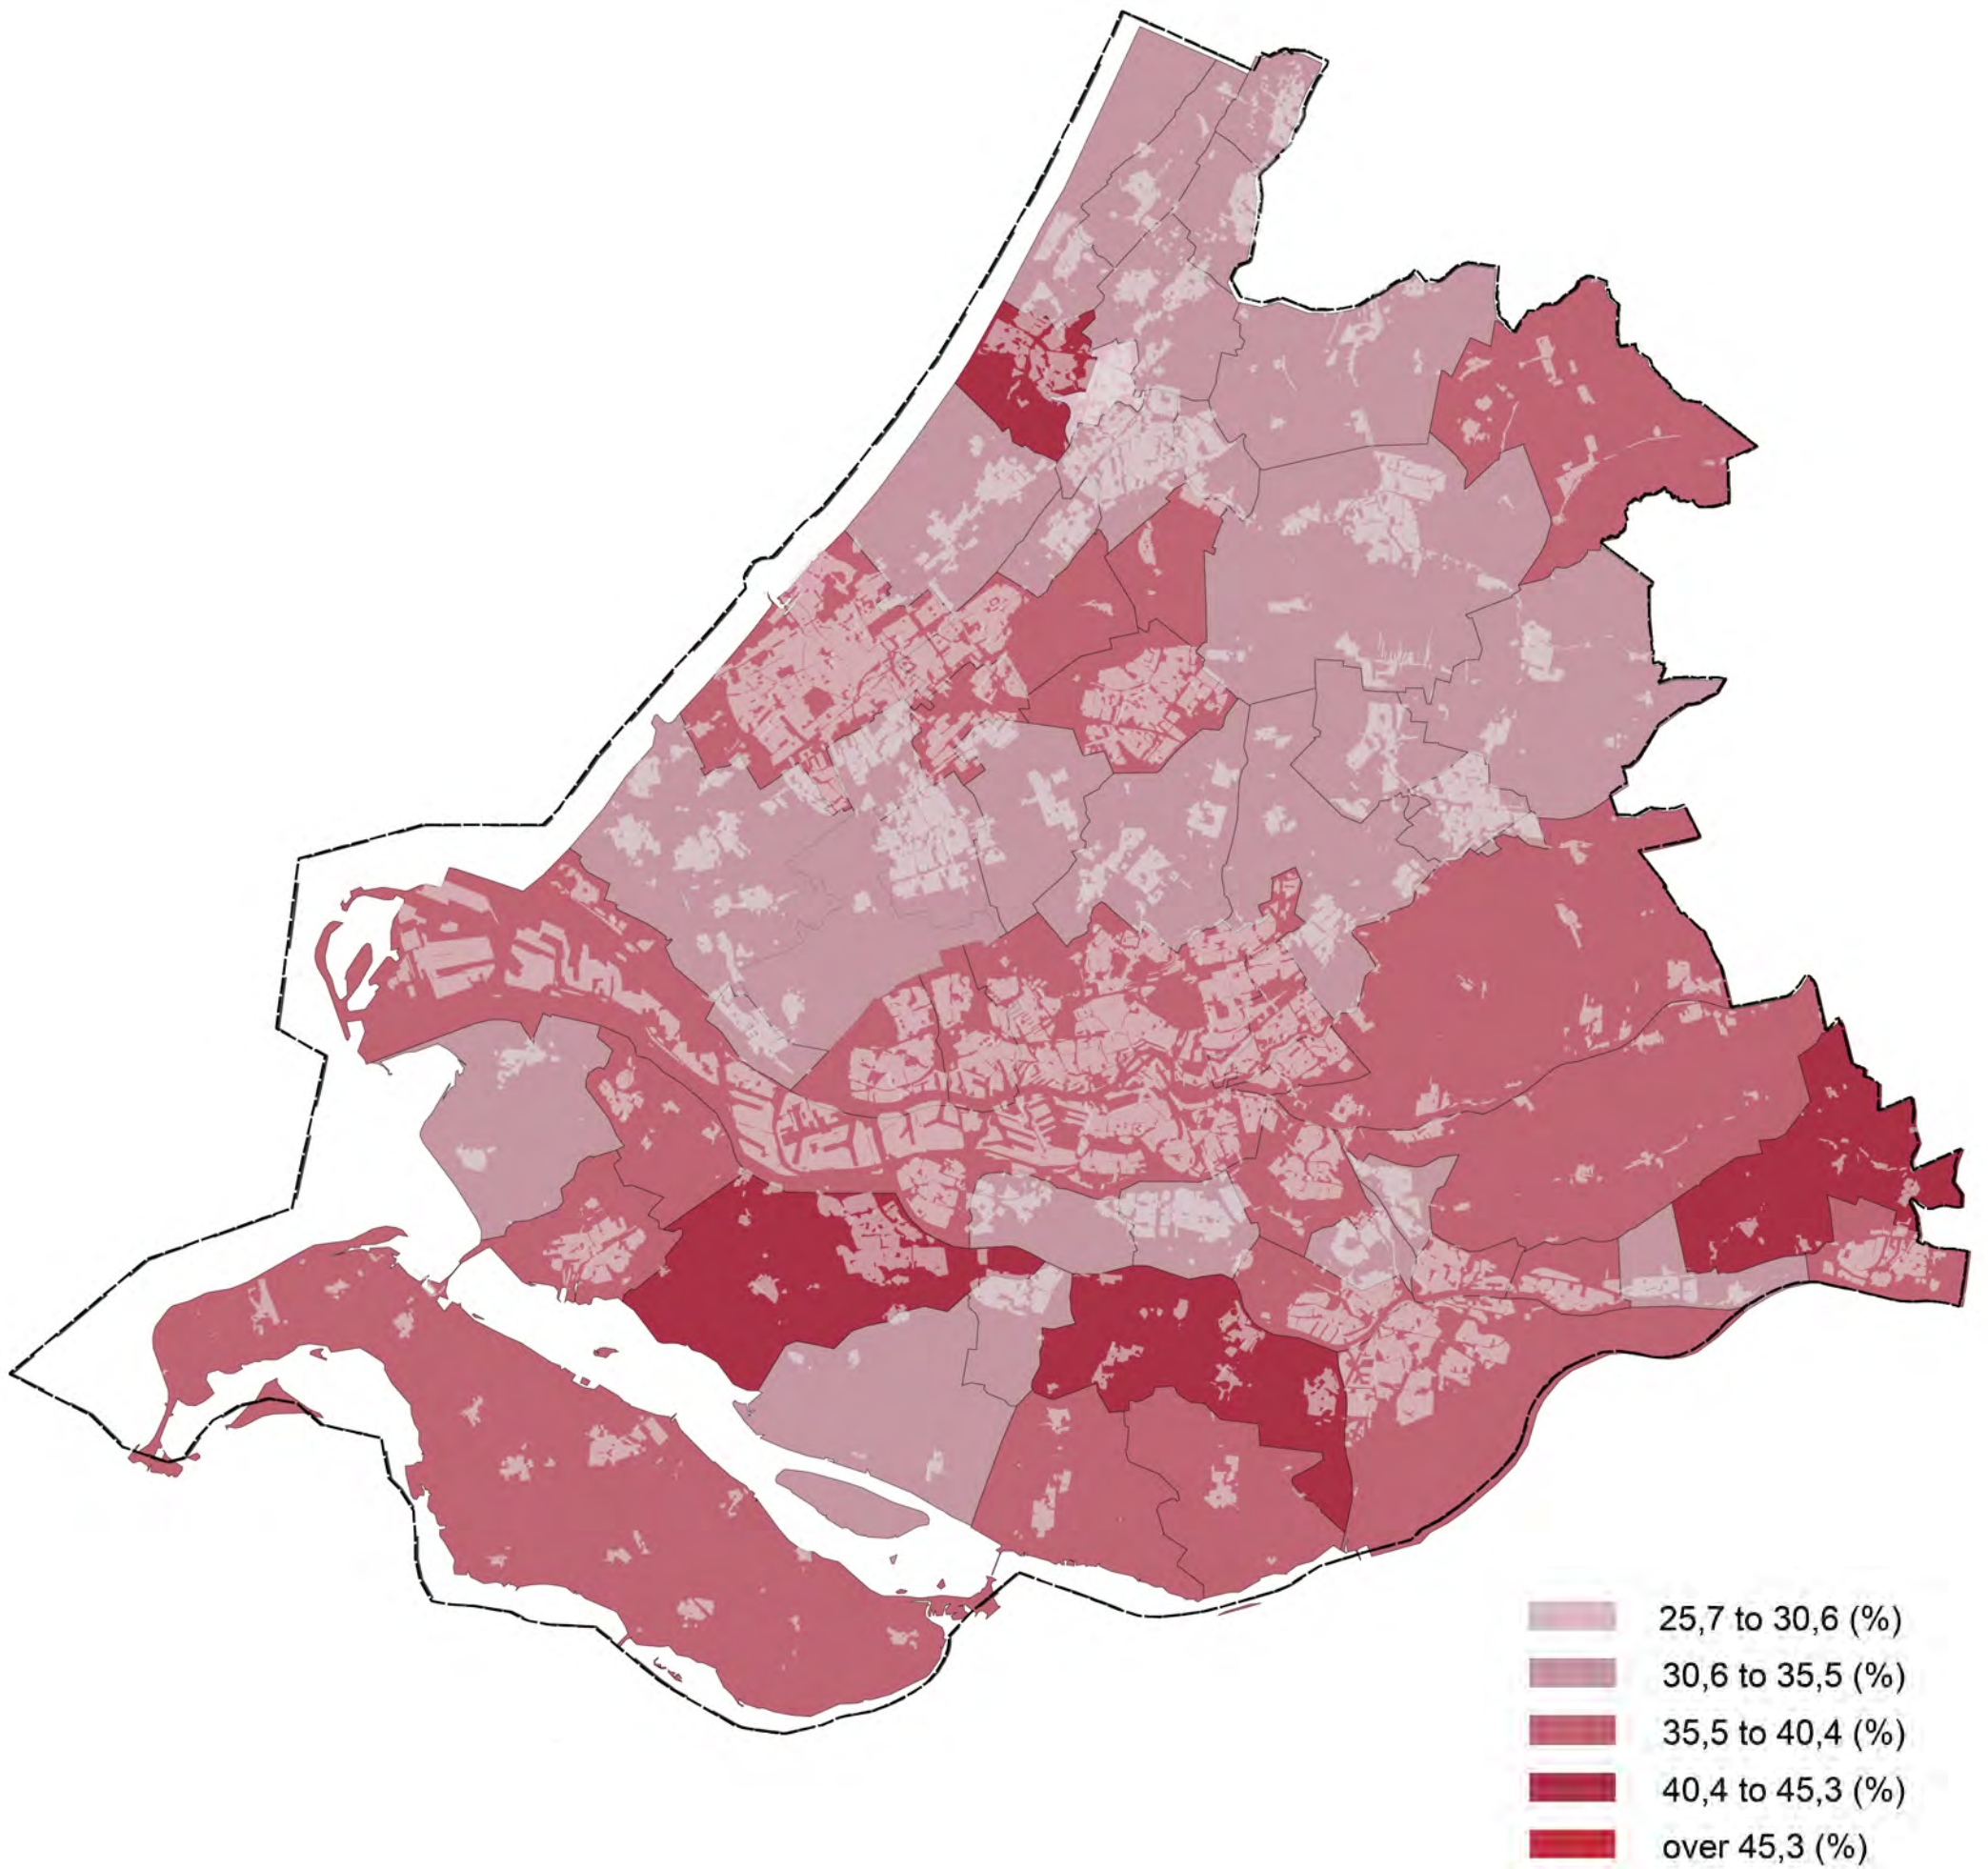 25,7 to 30,6 (%)
30,6 to 35,5 (%)
35,5 to 40,4 (%)
40,4 to 45,3 (%)
over 45,3 (%)